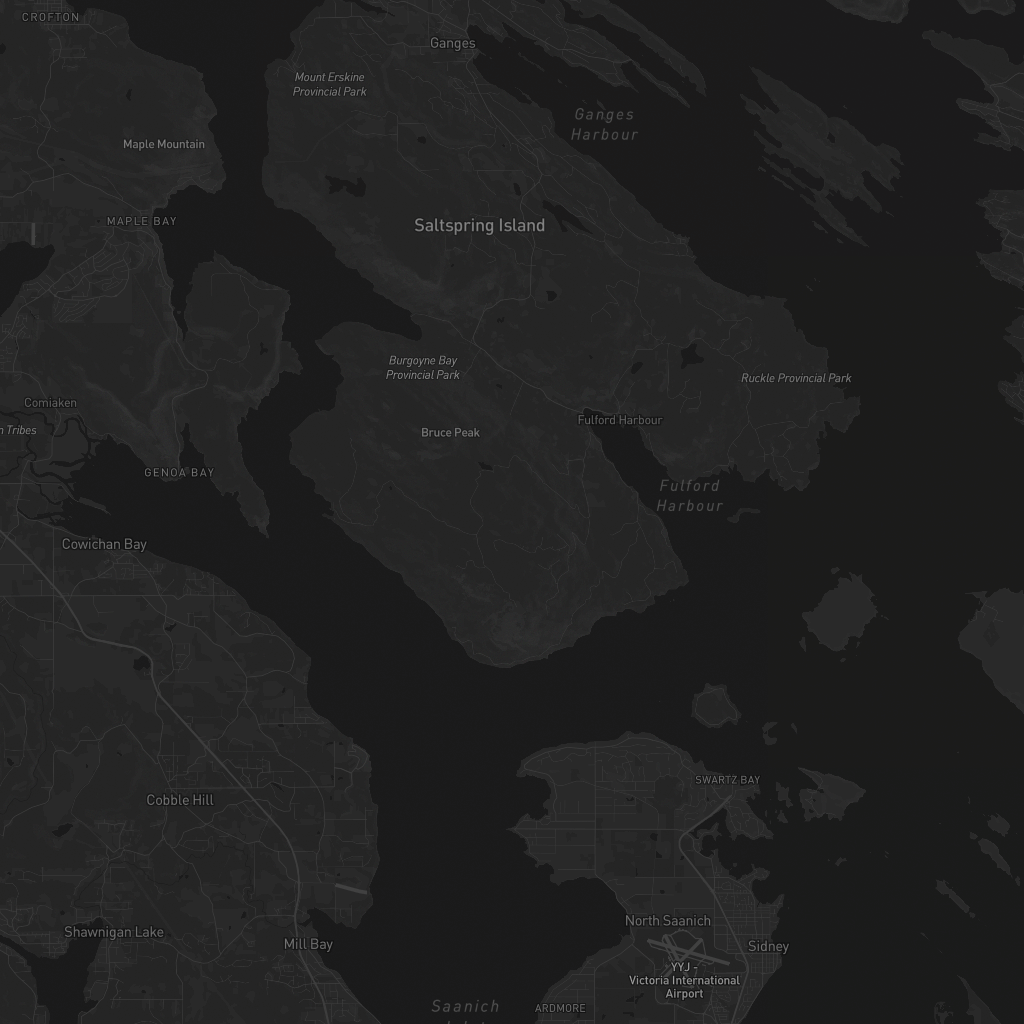 CROFTON
Ganges
Mount Erskine
Provincial Park
Ganges
Harbour
Maple Mountain
MAPLE BAY
Saltspring Island
Burgoyne Bay
Provincial Park
Ruckle Provincial Park
Comiaken
Fulford Harbour
n Tribes
Bruce Peak
GENOA BAY
Fulford
Harbour
Cowichan Bay
SWARTZ BAY
Cobble Hill
North Saanich
Shawnigan Lake
Mill Bay
Sidney
YYJ -
Victoria International
Airport
Saanich
ARDMORE